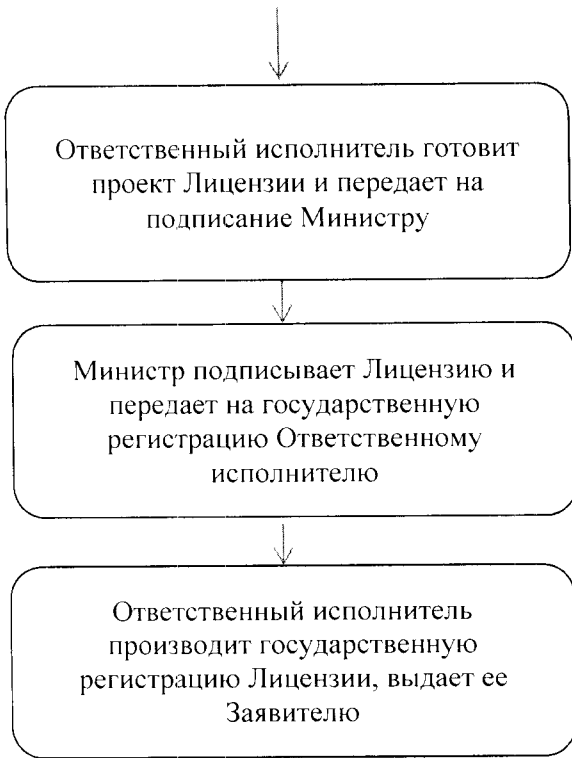 Ответственный исполнитель готовит
проект Лицензии и передает на
подписание Министру
Министр подписывает Лицензию и
передает на государственную
регистрацию Ответственному
исполнителю
Ответственный исполнитель
производит государственную
регистрацию Лицензии, выдает ее
Заявителю